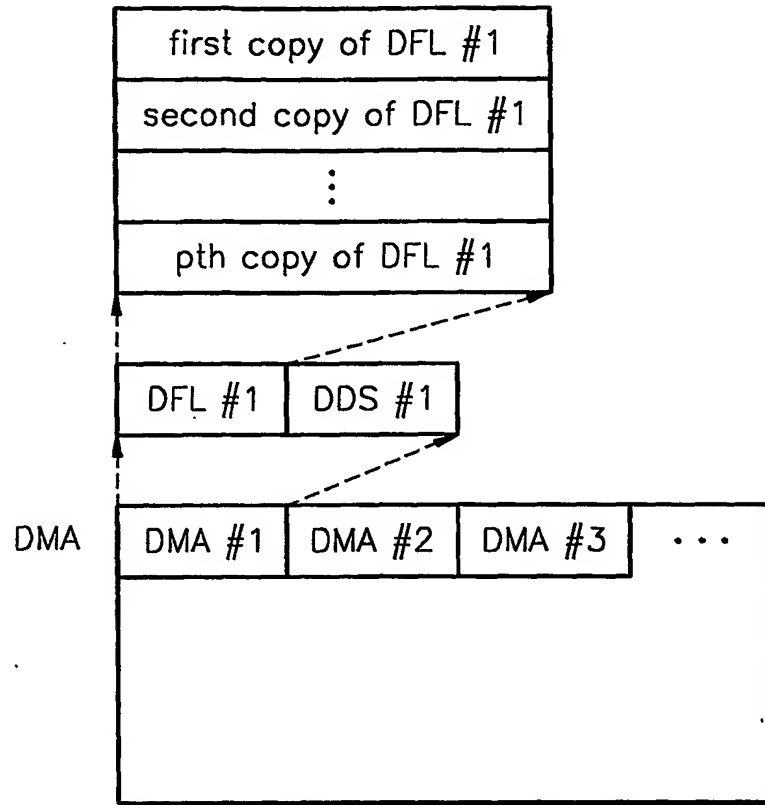 first copy of DFL #1
second copy of DFL #1
⋮
pth copy of DFL #1
DFL #1 DDS #1
DMA DMA #1 DMA #2 DMA #3 ···